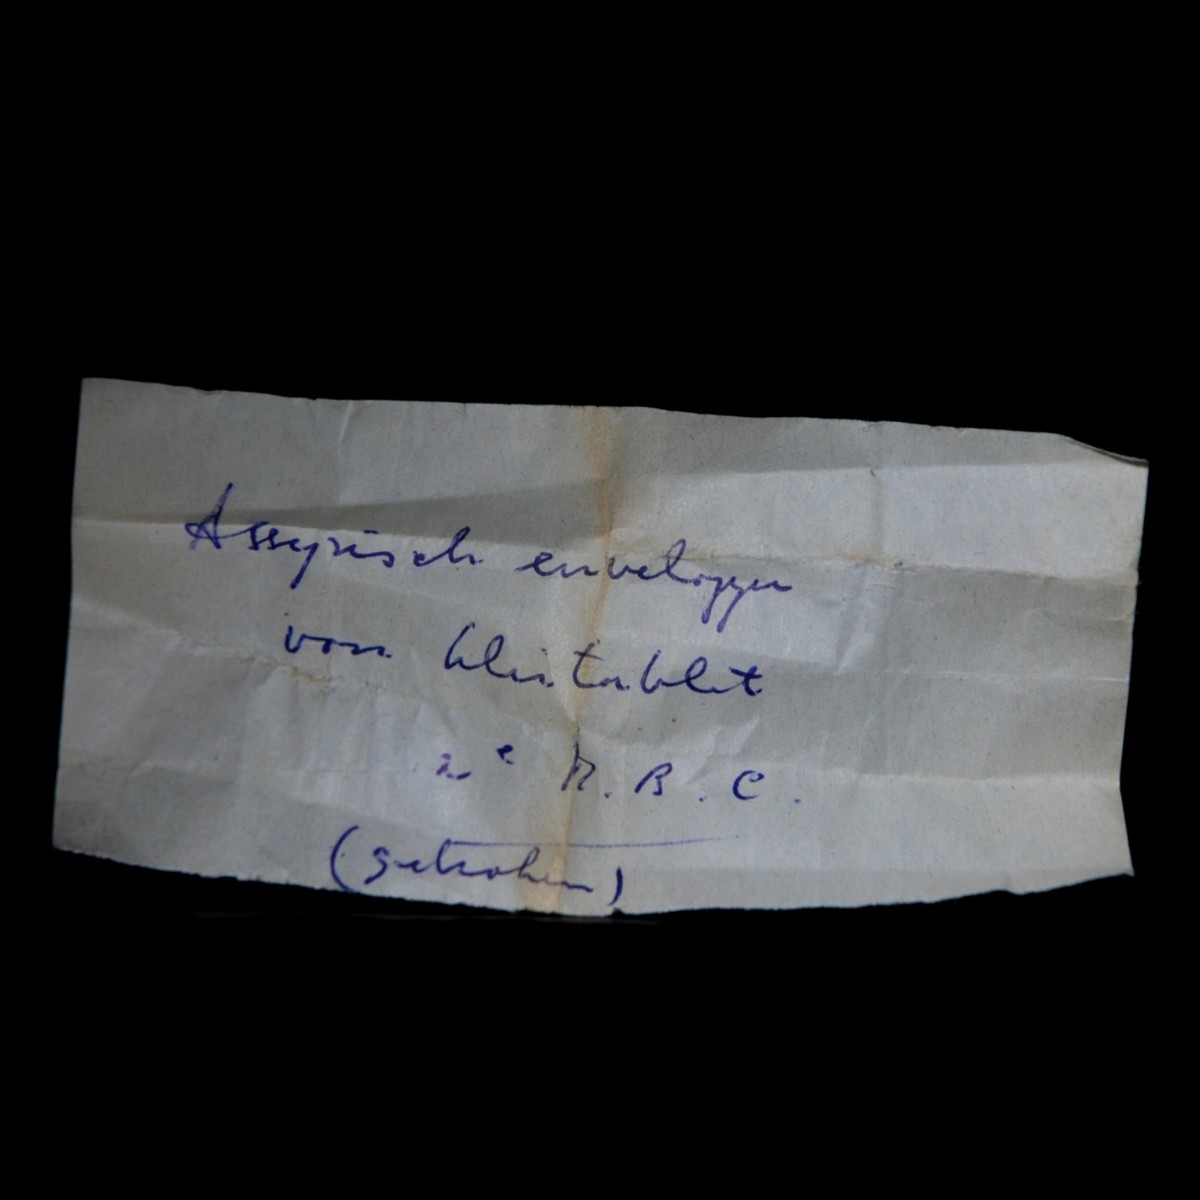 Assyrisch enveloppe
van kleitablet
2e M.B.C.
(gebroken)